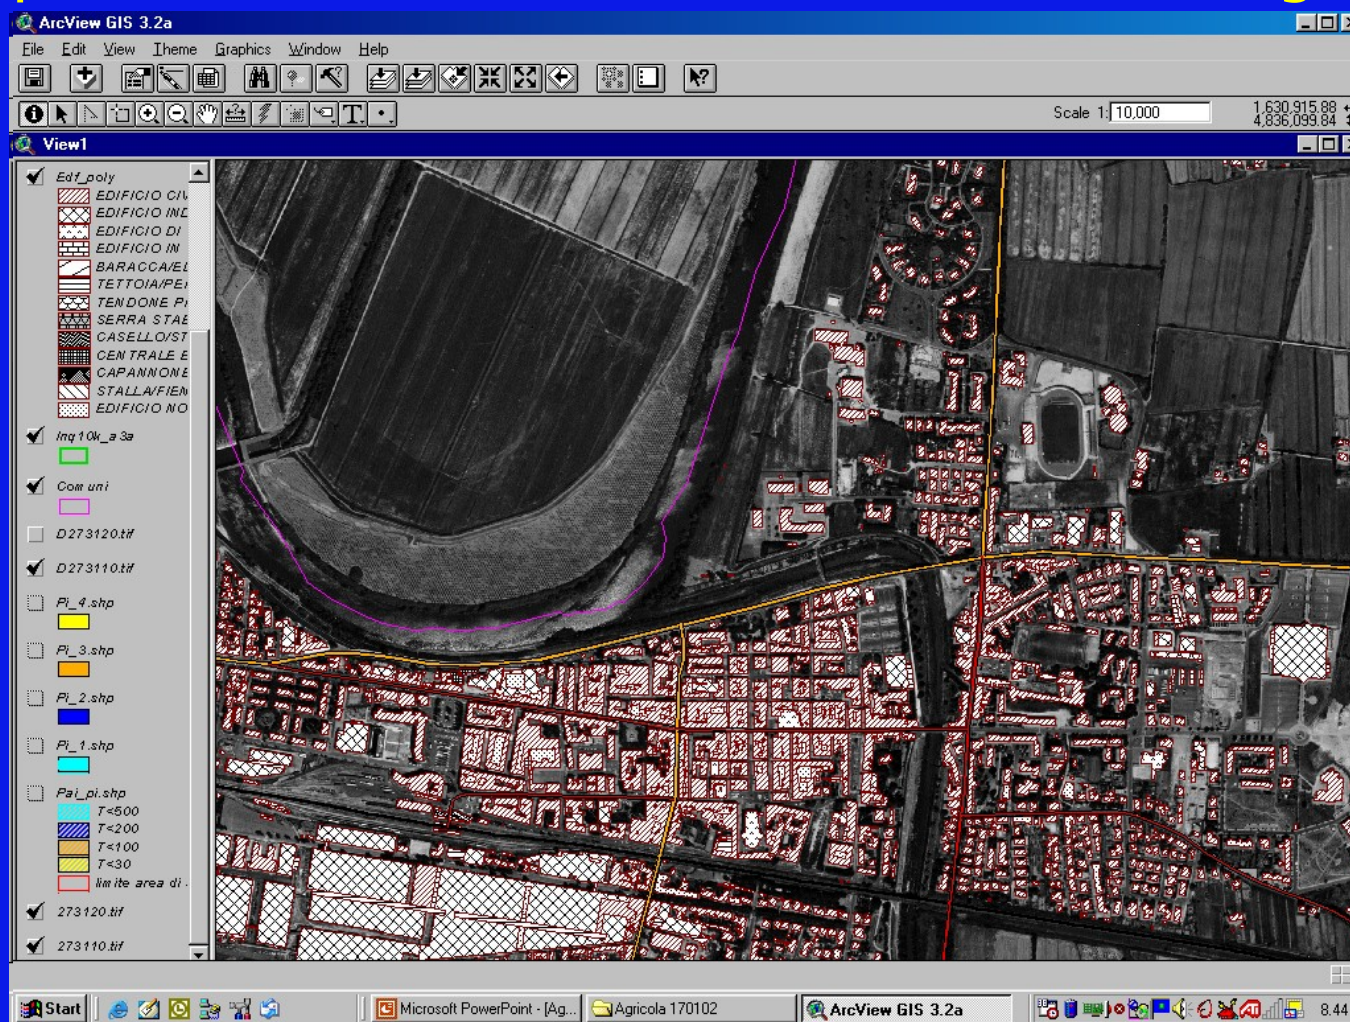 ArcView GIS 3.2a
File Edit View Theme Graphics Window Help
Scale 1: 10,000
1,630,915.88
4,836,099.84
View1
Edf_poly
EDIFICIO CIV
EDIFICIO IND
EDIFICIO DI
EDIFICIO IN
BARACCA/EL
TETTOIA/PE
TENDONE P
SERRA STAE
CASELLO/ST
CENTRALE E
CAPANNONE
STALLA/FIEN
EDIFICIO NO
Inq10k_a3a
Comuni
D273120.tif
D273110.tif
Pi_4.shp
Pi_3.shp
Pi_2.shp
Pi_1.shp
Pai_pi.shp
T<500
T<200
T<100
T<30
limite area di
273120.tif
273110.tif
Start
Microsoft PowerPoint - [Ag...
Agricola 170102
ArcView GIS 3.2a
8.44